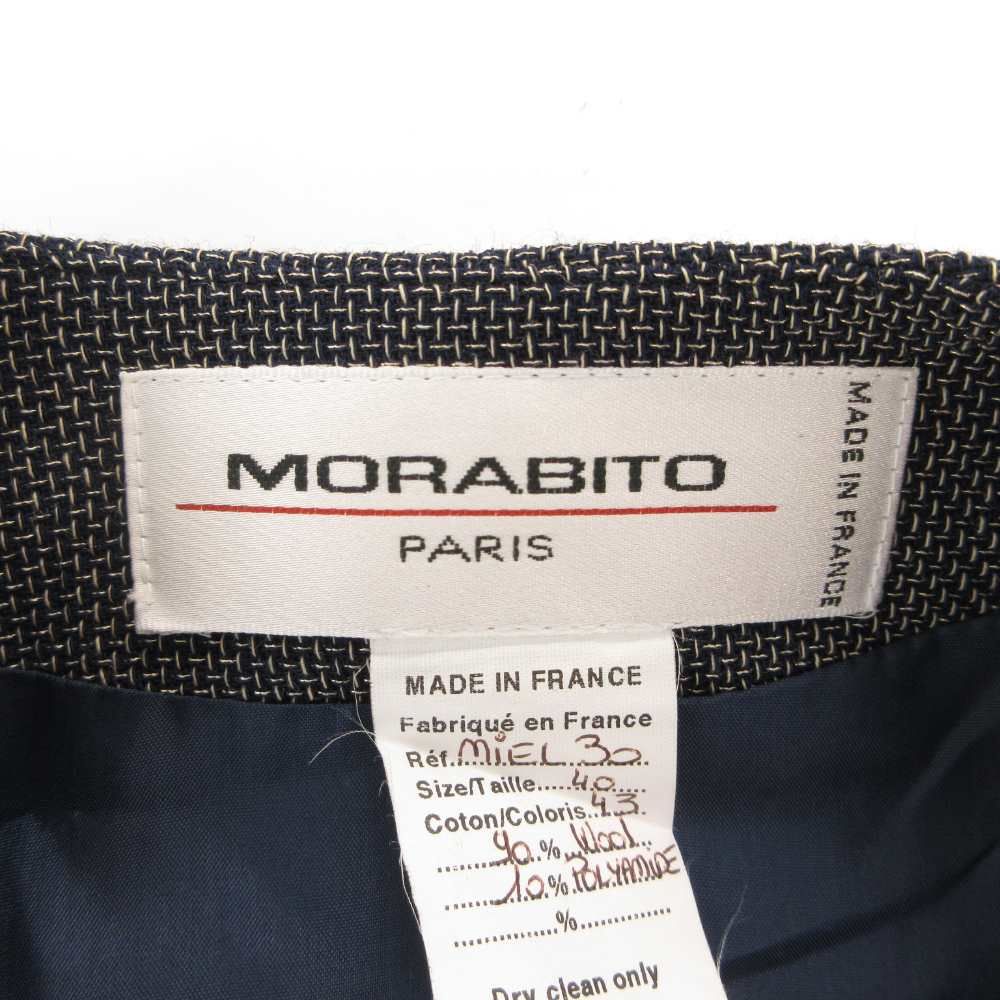 MORABITO
PARIS
MADE IN FRANCE
MADE IN FRANCE
Fabriqué en France
Réf. MIEL 30
Size/Taille 40
Coton/Coloris 43
90 % Wool
10 % POLYAMIDE
%
Dry clean only